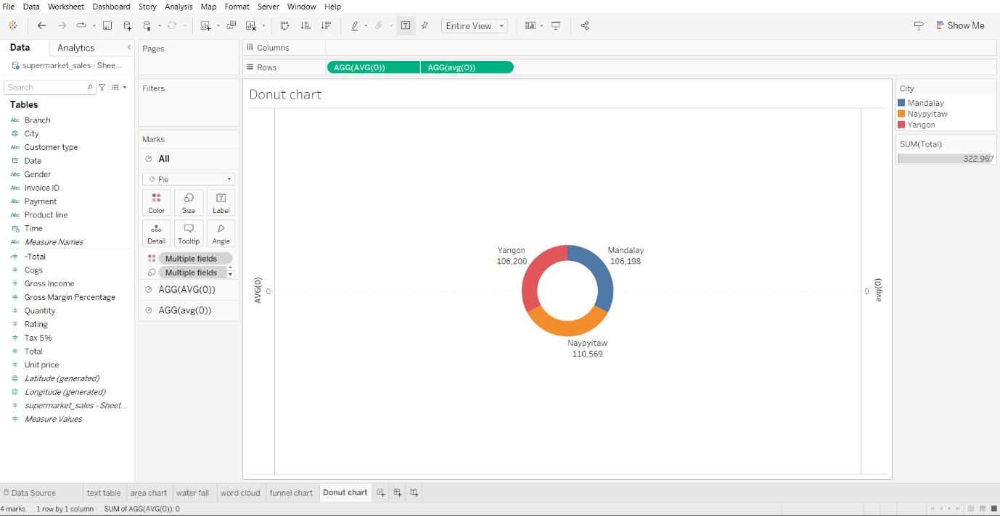 File Data Worksheet Dashboard Story Analysis Map Format Server Window Help
Entire View
Show Me
Data Analytics
supermarket_sales - Shee...
Search
Tables
Abc Branch
City
Abc Customer type
Date
Abc Gender
Abc Invoice ID
Abc Payment
Abc Product line
Time
Abc Measure Names
-Total
Cogs
Gross Income
Gross Margin Percentage
Quantity
Rating
Tax 5%
Total
Unit price
Latitude (generated)
Longitude (generated)
supermarket_sales - Sheet...
Measure Values
Pages
Filters
Marks
All
Pie
Color Size Label
Detail Tooltip Angle
Multiple fields
Multiple fields
AGG(AVG(0))
AGG(avg(0))
Columns
Rows AGG(AVG(0)) AGG(avg(0))
Donut chart
AVG(0)
0
Yangon
106,200
Mandalay
106,198
Naypyitaw
110,569
0
avg(0)
City
Mandalay
Naypyitaw
Yangon
SUM(Total)
322,967
Data Source text table area chart water fall word cloud funnel chart Donut chart
4 marks 1 row by 1 column SUM of AGG(AVG(0)): 0